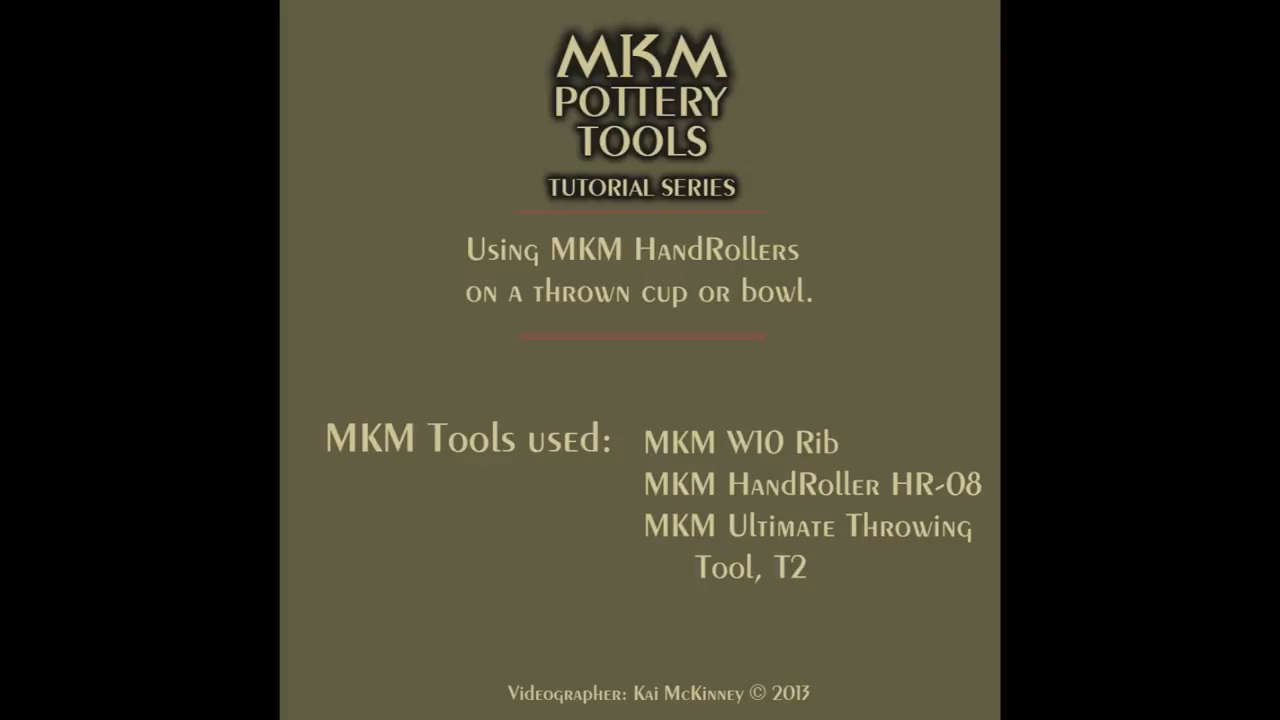 MKM
POTTERY
TOOLS
TUTORIAL SERIES
Using MKM HandRollers
on a thrown cup or bowl.
MKM Tools used:
MKM W10 Rib
MKM HandRoller HR-08
MKM Ultimate Throwing
Tool, T2
Videographer: Kai McKinney © 2013